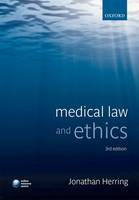 OXFORD
medical law
and ethics
3rd edition
Jonathan Herring